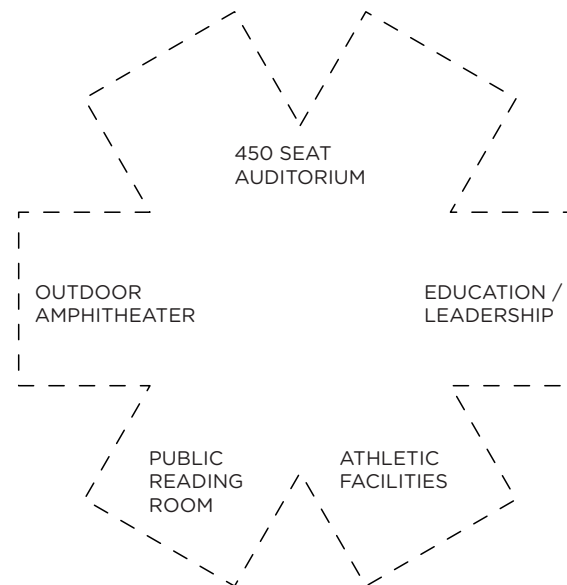 450 SEAT
AUDITORIUM
OUTDOOR
AMPHITHEATER
EDUCATION /
LEADERSHIP
PUBLIC
READING
ROOM
ATHLETIC
FACILITIES